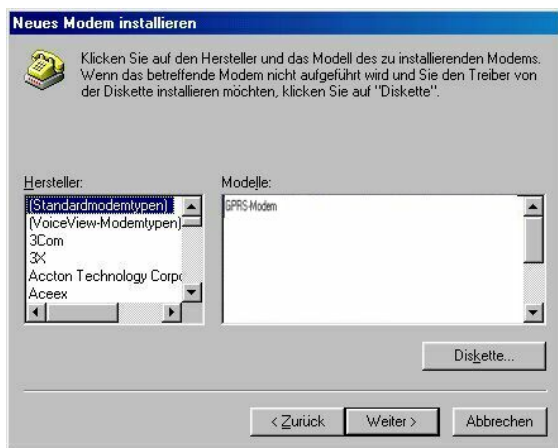 Neues Modem installieren
Klicken Sie auf den Hersteller und das Modell des zu installierenden Modems.
Wenn das betreffende Modem nicht aufgeführt wird und Sie den Treiber von
der Diskette installieren möchten, klicken Sie auf "Diskette".
Hersteller:
(Standardmodemtypen)
(VoiceView-Modemtypen)
3Com
3X
Accton Technology Corpo
Aceex
Modelle:
GPRS-Modem
Diskette...
< Zurück
Weiter >
Abbrechen